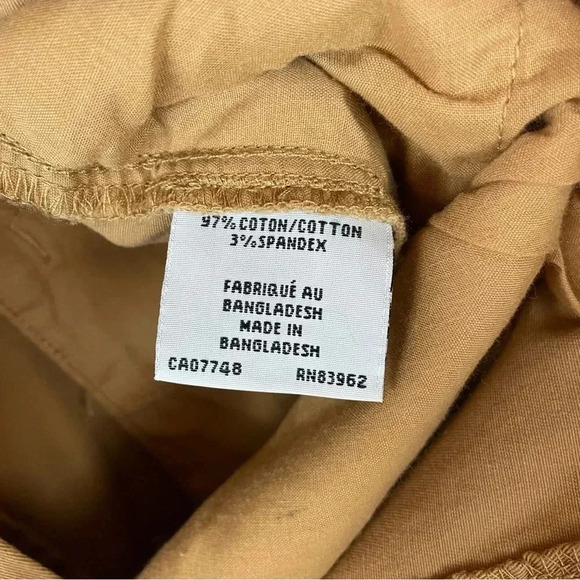 97% COTON/COTTON
3% SPANDEX
FABRIQUÉ AU
BANGLADESH
MADE IN
BANGLADESH
CA07748 RN83962